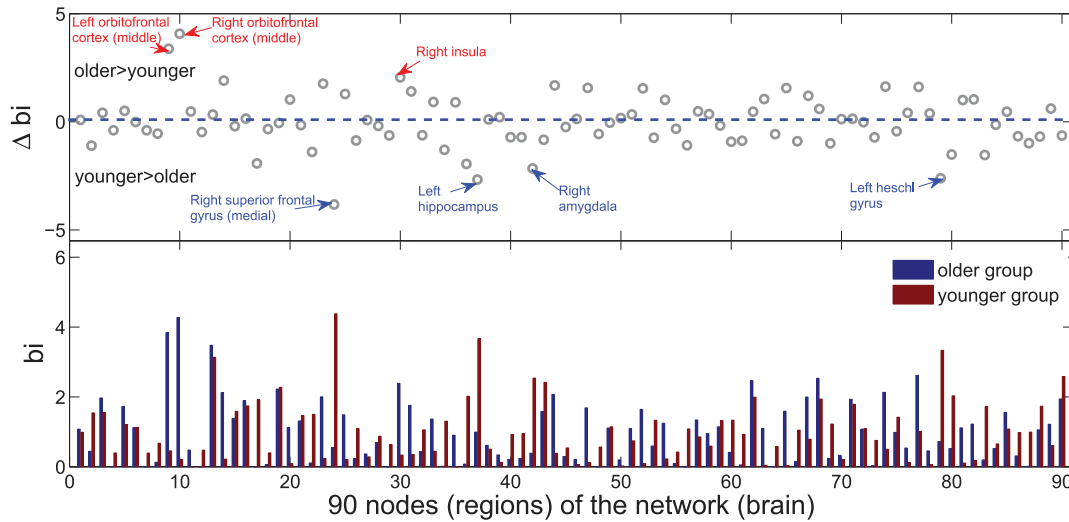 Left orbitofrontal
cortex (middle)
Right orbitofrontal
cortex (middle)
Right insula
older>younger
younger>older
Right superior frontal
gyrus (medial)
Left
hippocampus
Right
amygdala
Left heschl
gyrus
5
0
−5
Δ bi
older group
younger group
6
4
2
0
bi
0 10 20 30 40 50 60 70 80 90
90 nodes (regions) of the network (brain)